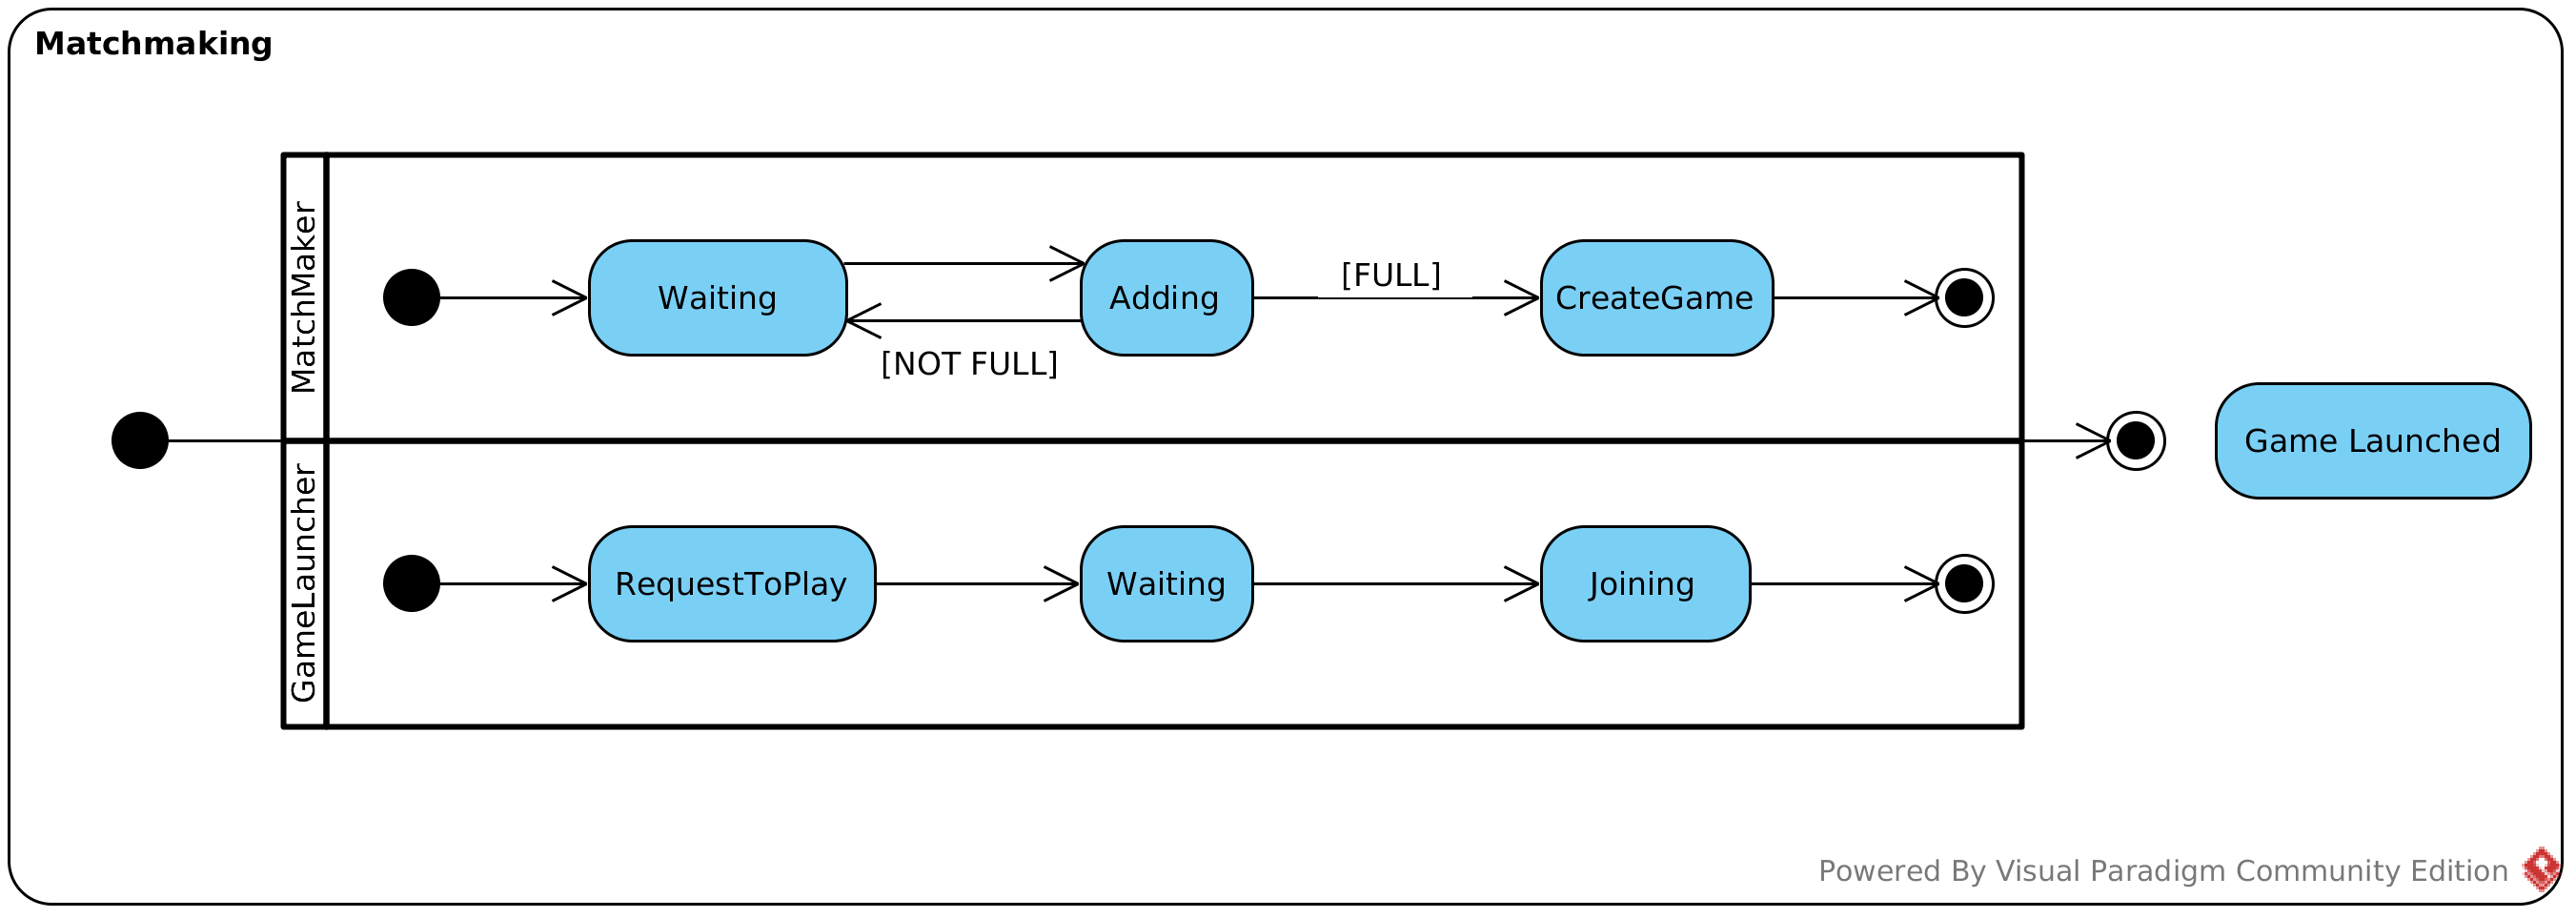 Matchmaking
MatchMaker
Waiting
Adding
[FULL]
CreateGame
[NOT FULL]
Game Launched
GameLauncher
RequestToPlay
Waiting
Joining
Powered By Visual Paradigm Community Edition